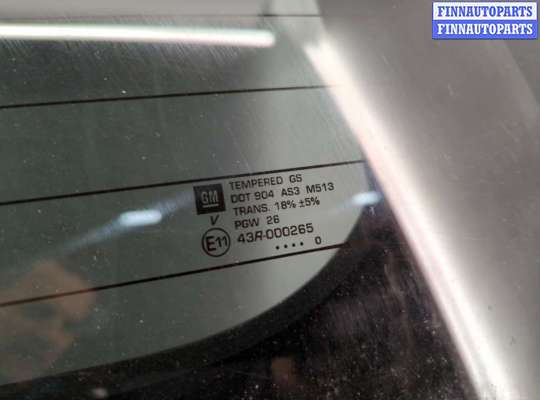 FINNAUTOPARTS
FINNAUTOPARTS
GM
TEMPERED GS
DOT 904 AS3 M513
TRANS. 18% ±5%
V PGW 26
E11 43R-000265
.... 0